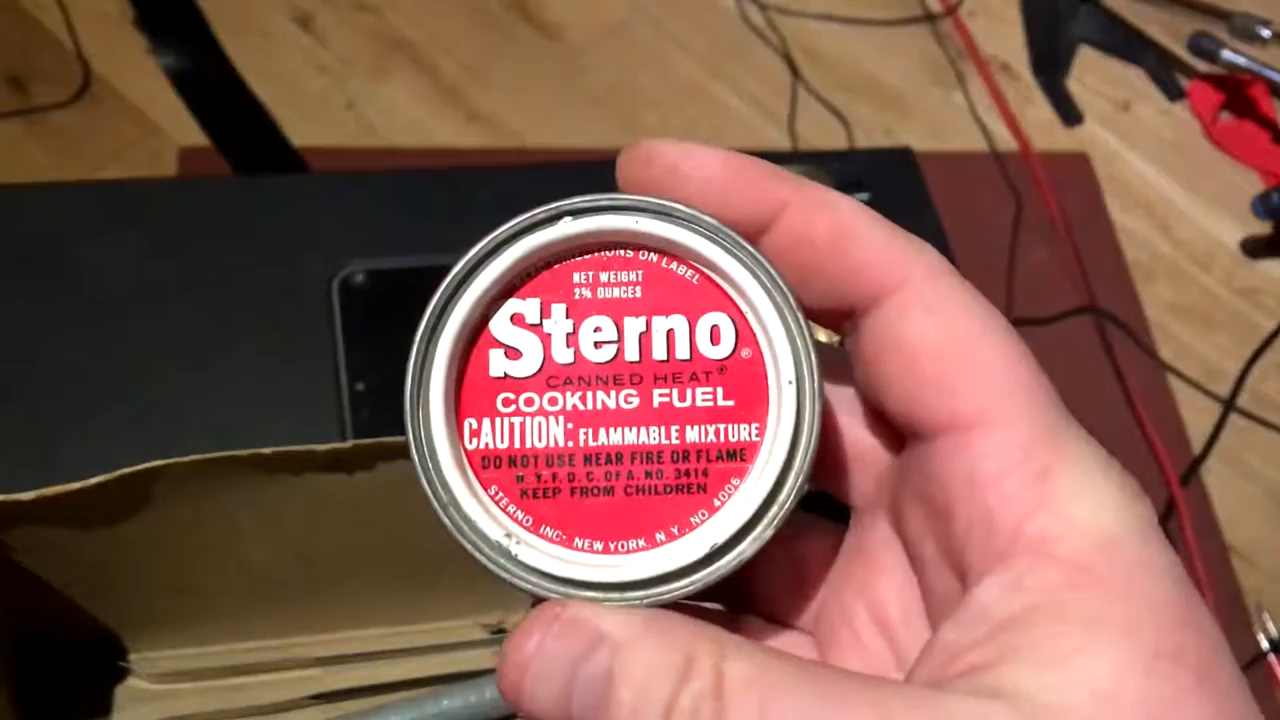 DIRECTIONS ON LABEL
NET WEIGHT
2⅝ OUNCES
Sterno®
CANNED HEAT®
COOKING FUEL
CAUTION: FLAMMABLE MIXTURE
DO NOT USE NEAR FIRE OR FLAME
N.Y.F.D.C. OF A. NO. 3414
KEEP FROM CHILDREN
STERNO, INC. NEW YORK, N.Y., NO 4006